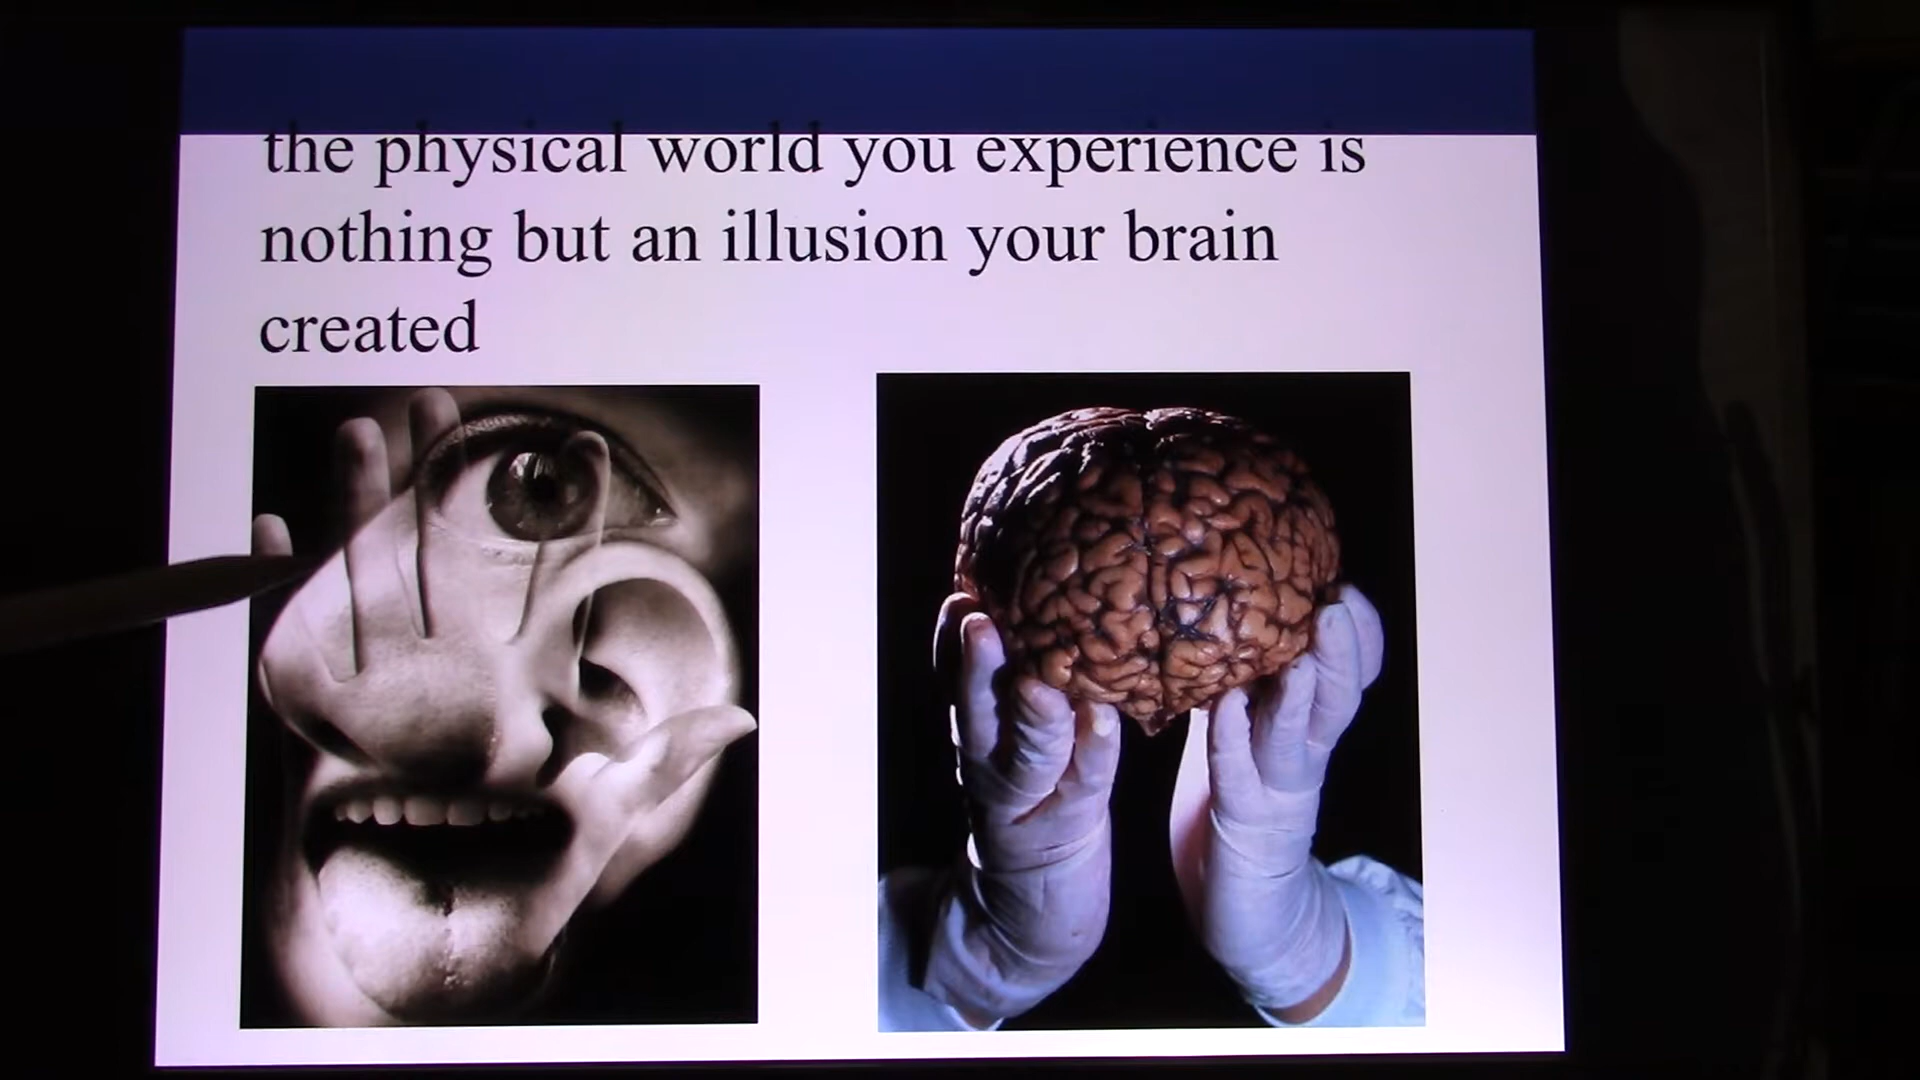 the physical world you experience is
nothing but an illusion your brain
created